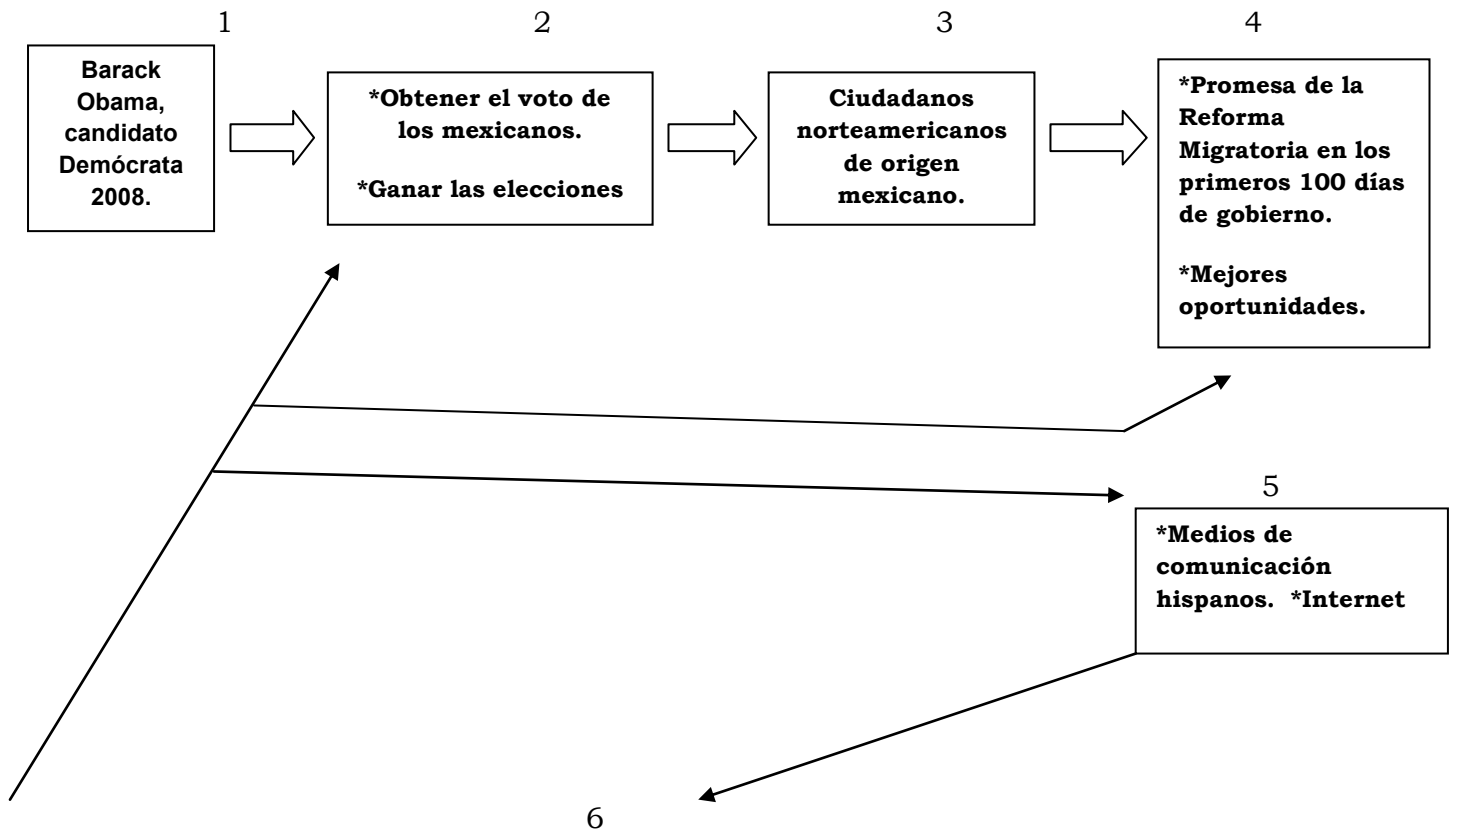 1
2
3
4
Barack
Obama,
candidato
Demócrata
2008.
*Obtener el voto de
los mexicanos.
*Ganar las elecciones
Ciudadanos
norteamericanos
de origen
mexicano.
*Promesa de la
Reforma
Migratoria en los
primeros 100 días
de gobierno.
*Mejores
oportunidades.
5
*Medios de
comunicación
hispanos.  *Internet
6